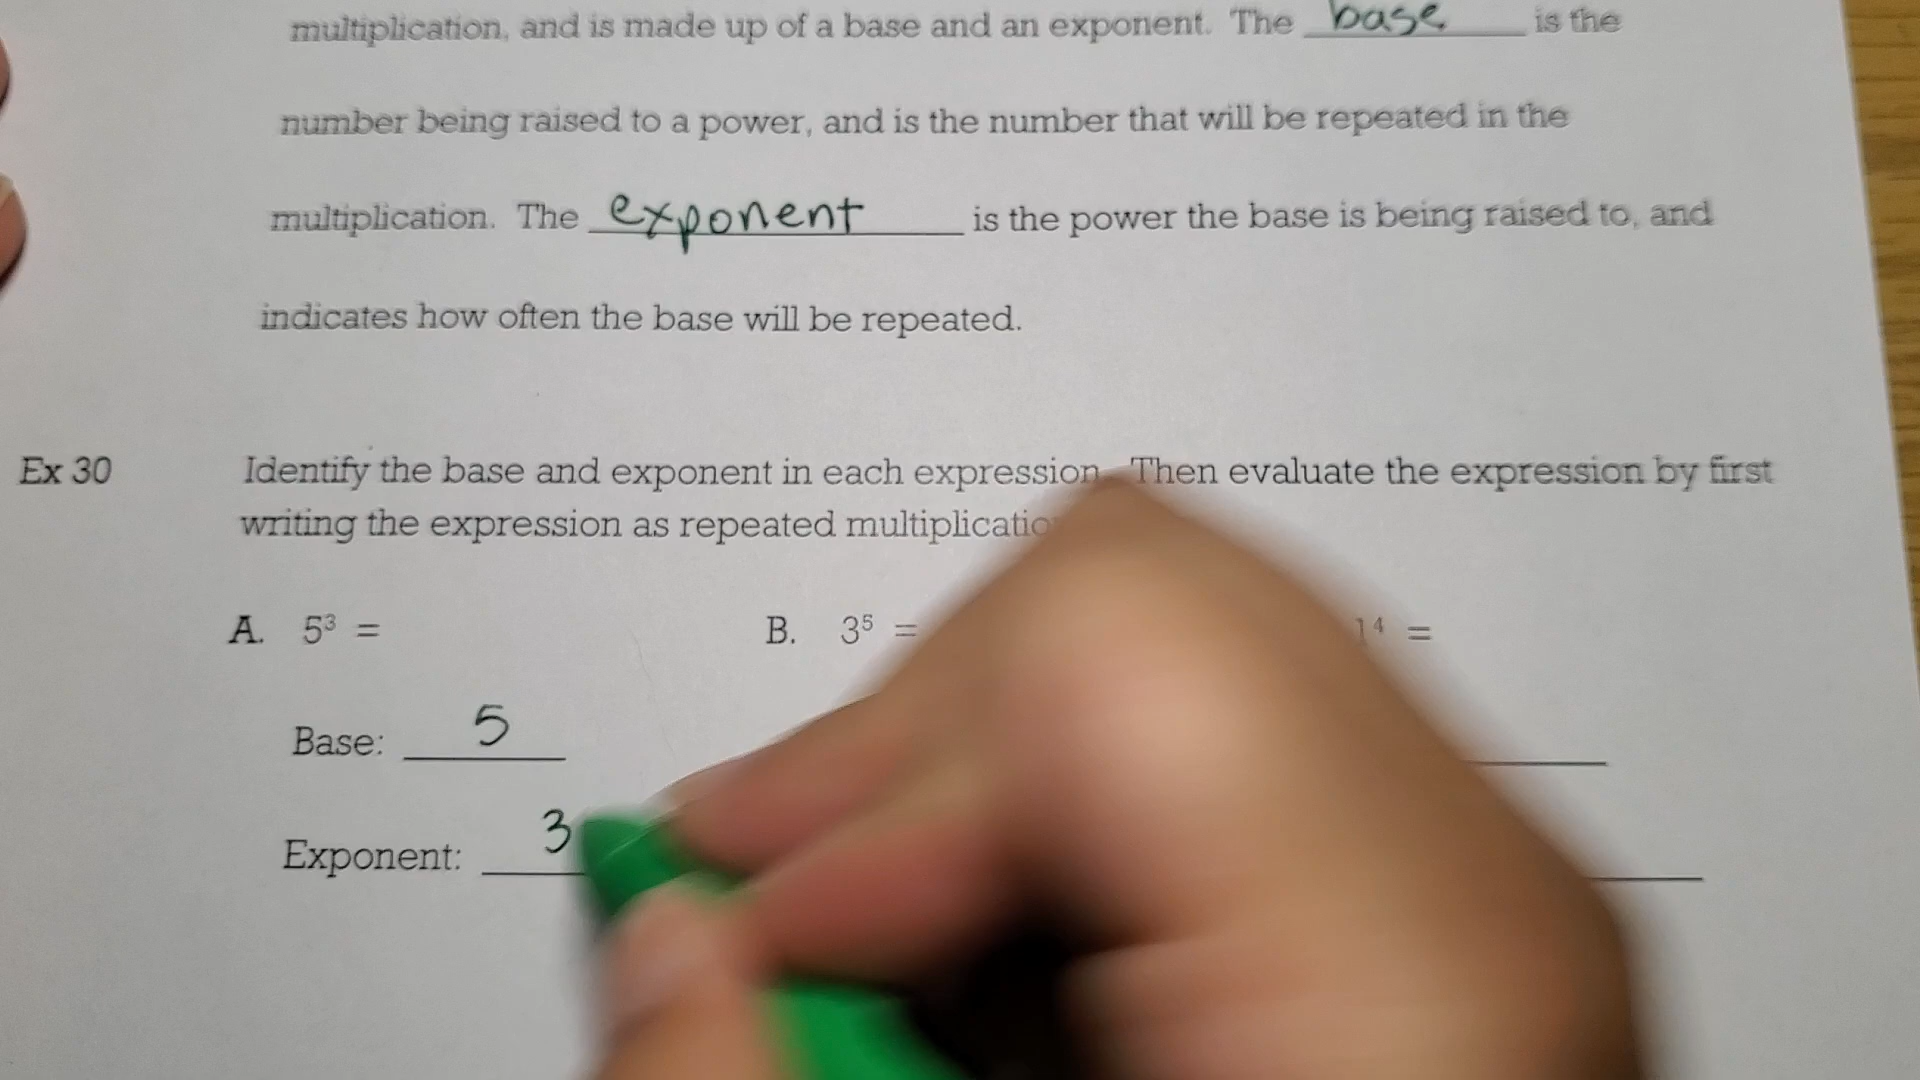 multiplication, and is made up of a base and an exponent. The base is the
number being raised to a power, and is the number that will be repeated in the
multiplication. The exponent is the power the base is being raised to, and
indicates how often the base will be repeated.
Ex 30 Identify the base and exponent in each expression. Then evaluate the expression by first
writing the expression as repeated
A. 5³ = B. 3⁵ = 1⁴ =
Base: 5
Exponent: 3